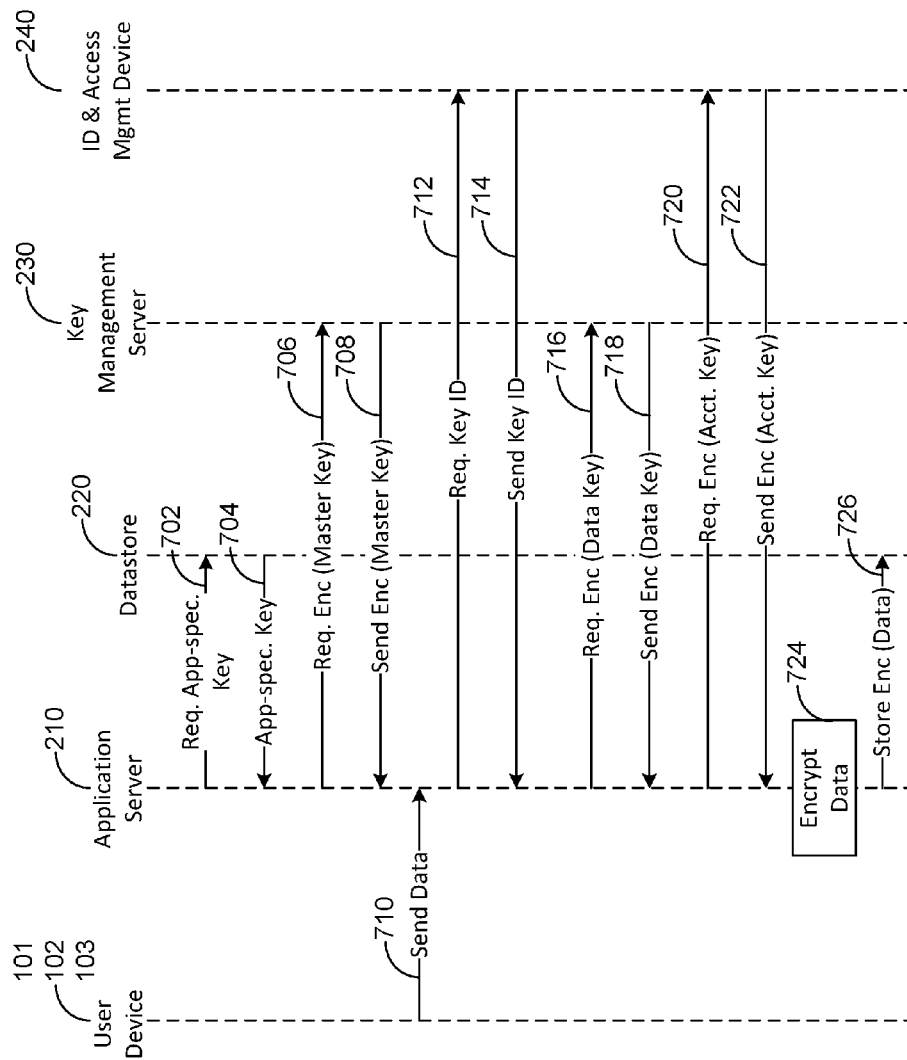 101
102
103
User
Device
210
Application
Server
220
Datastore
230
Key
Management
Server
240
ID & Access
Mgmt Device
Req. App-spec.
Key
702
App-spec. Key
704
Req. Enc (Master Key)
706
Send Enc (Master Key)
708
710
Send Data
Req. Key ID
712
Send Key ID
714
Req. Enc (Data Key)
716
Send Enc (Data Key)
718
Req. Enc (Acct. Key)
720
Send Enc (Acct. Key)
722
Encrypt
Data
724
Store Enc (Data)
726